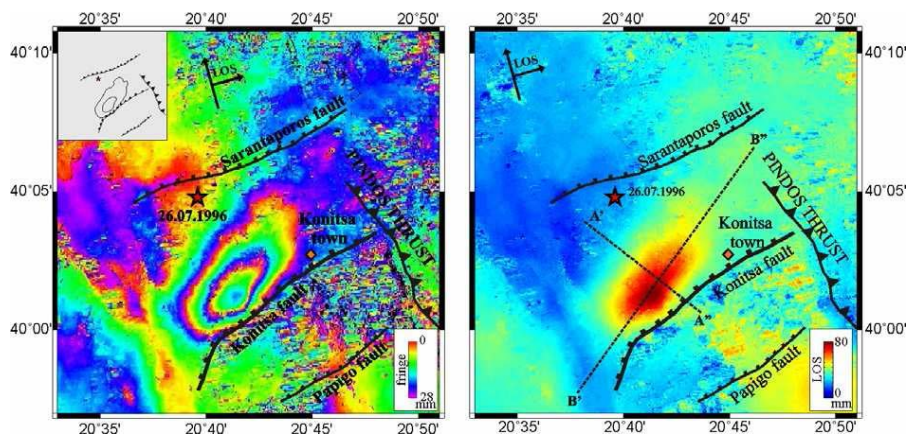 20°35' 20°40' 20°45' 20°50'
40°10'
40°05'
40°00'
LOS
Sarantaporos fault
26.07.1996
PINDOS THRUST
Konitsa
town
Konitsa fault
Papigo fault
fringe
0
28
mm
20°35' 20°40' 20°45' 20°50'
20°35' 20°40' 20°45' 20°50'
40°10'
40°05'
40°00'
LOS
Sarantaporos fault
B''
26.07.1996
PINDOS THRUST
A'
Konitsa
town
Konitsa fault
A''
Papigo fault
B'
LOS
80
0
mm
20°35' 20°40' 20°45' 20°50'